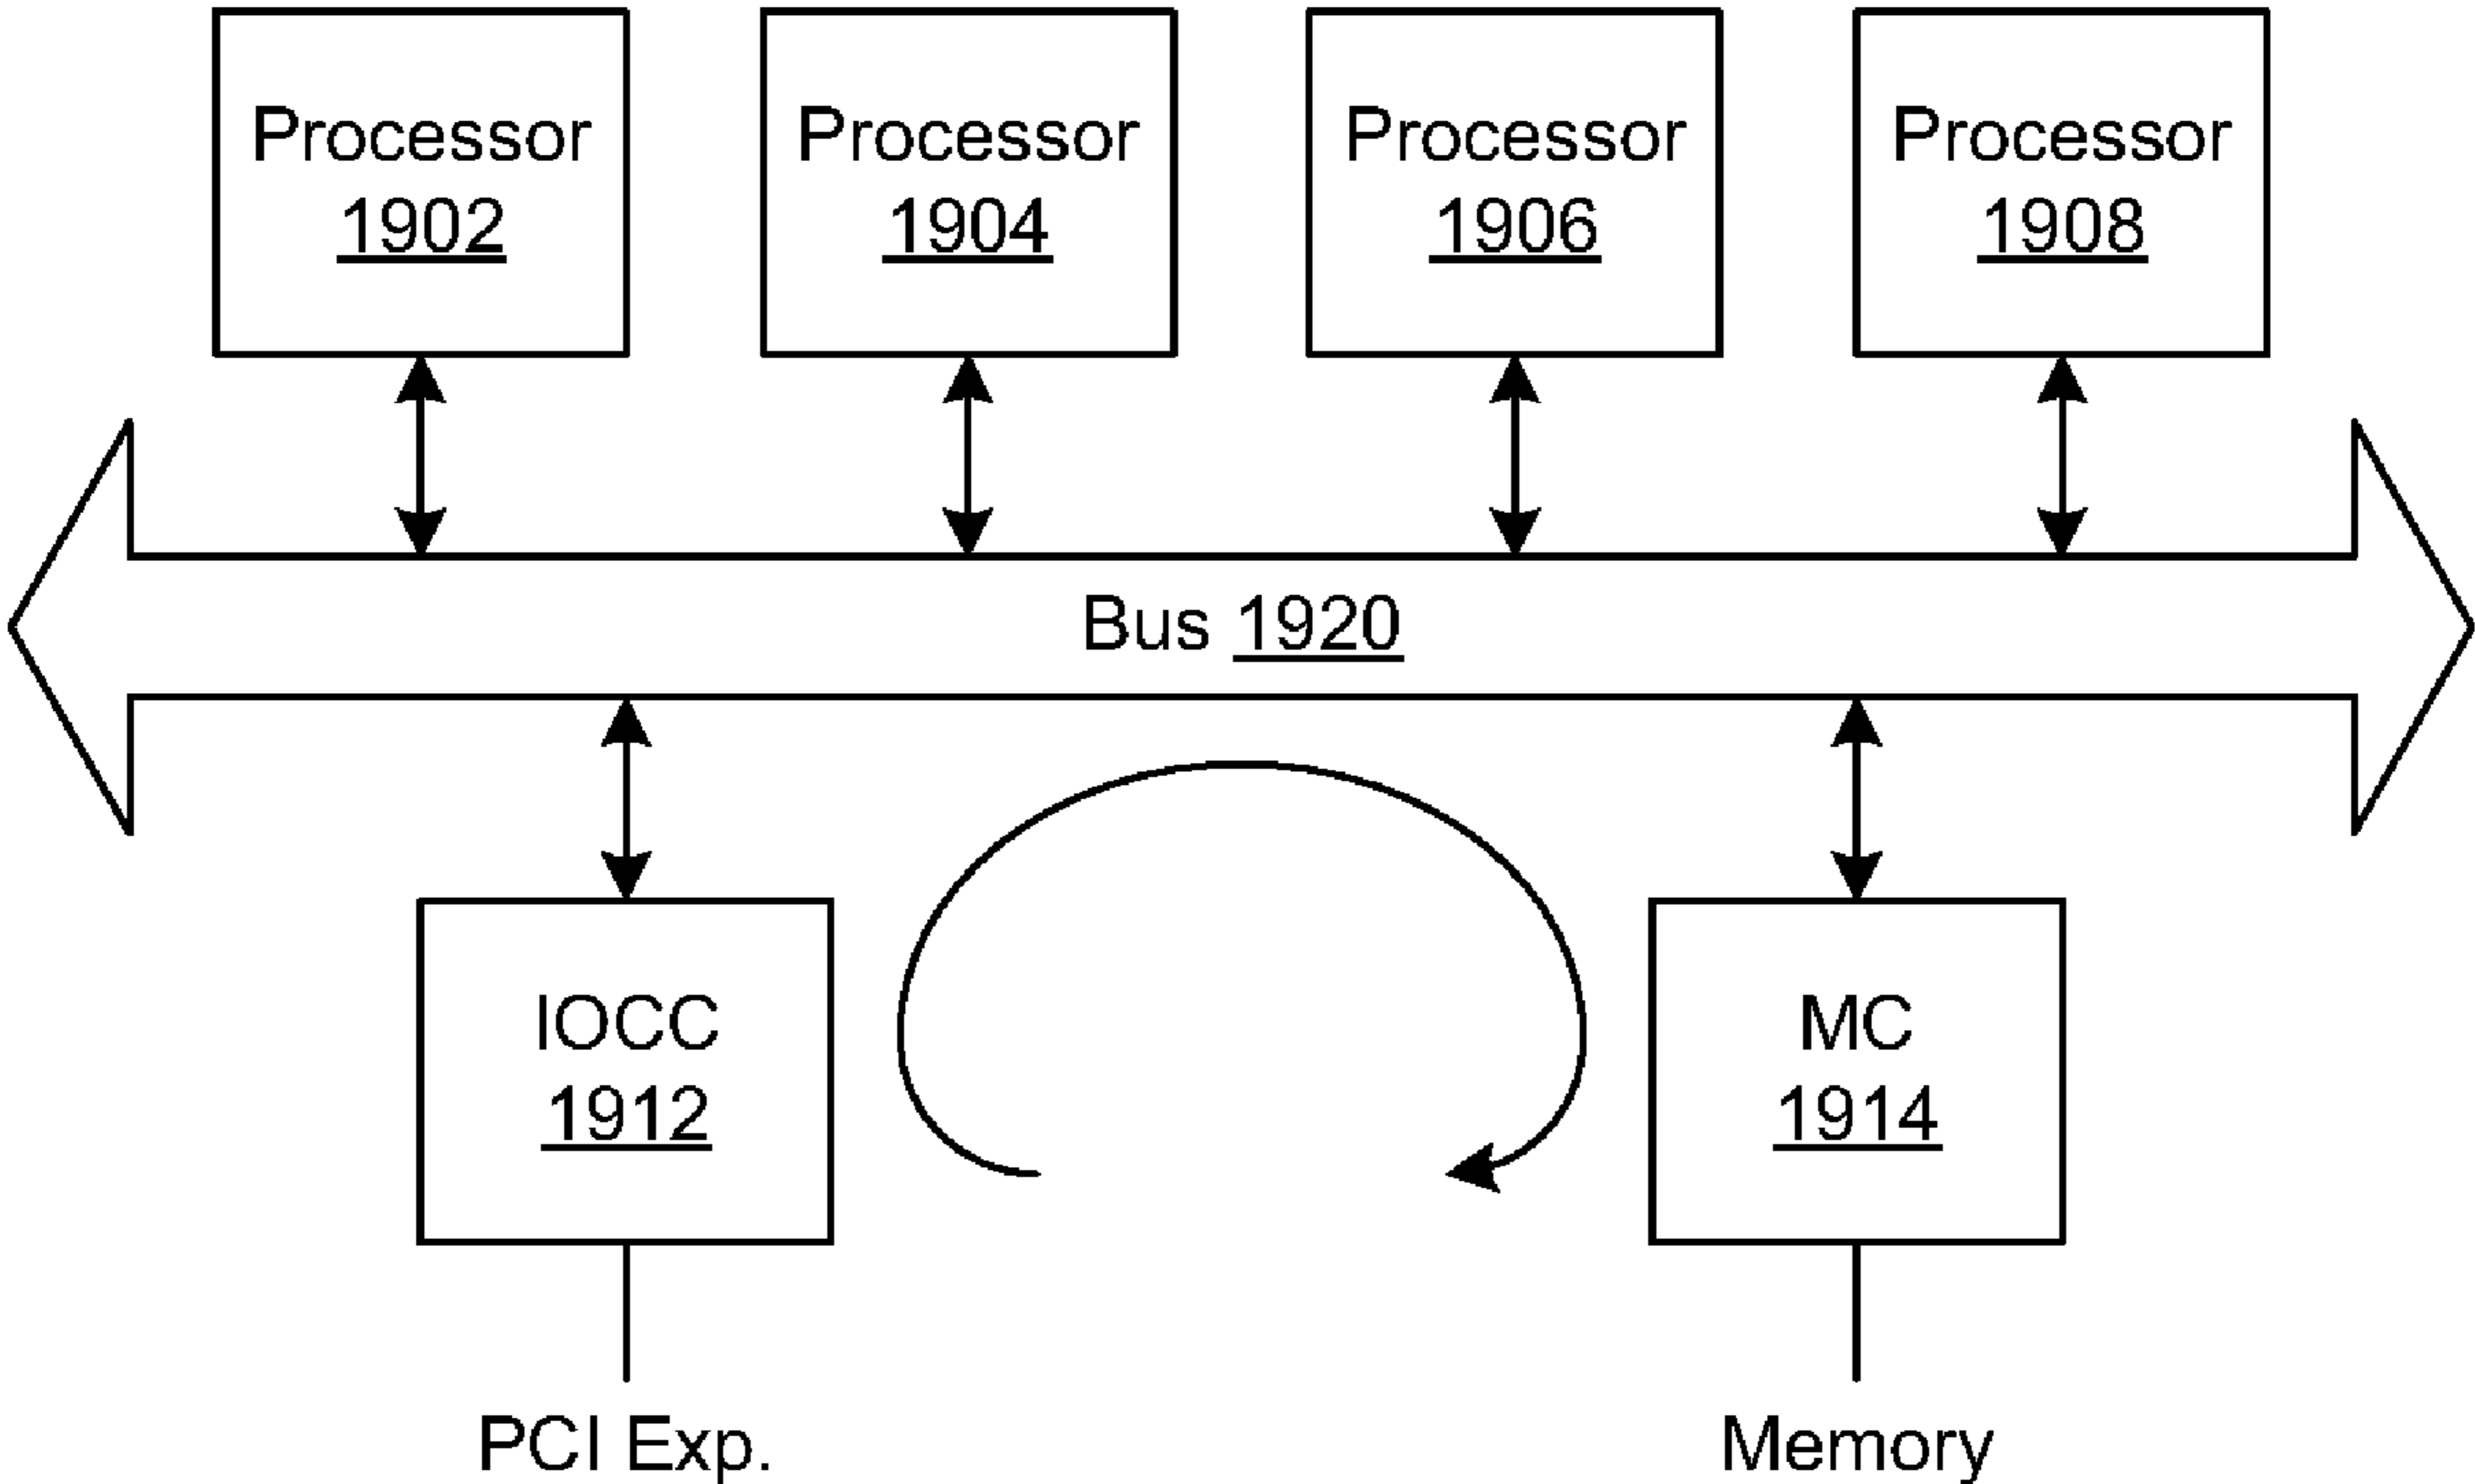 Processor
1902
Processor
1904
Processor
1906
Processor
1908
Bus 1920
IOCC
1912
MC
1914
PCI Exp.
Memory